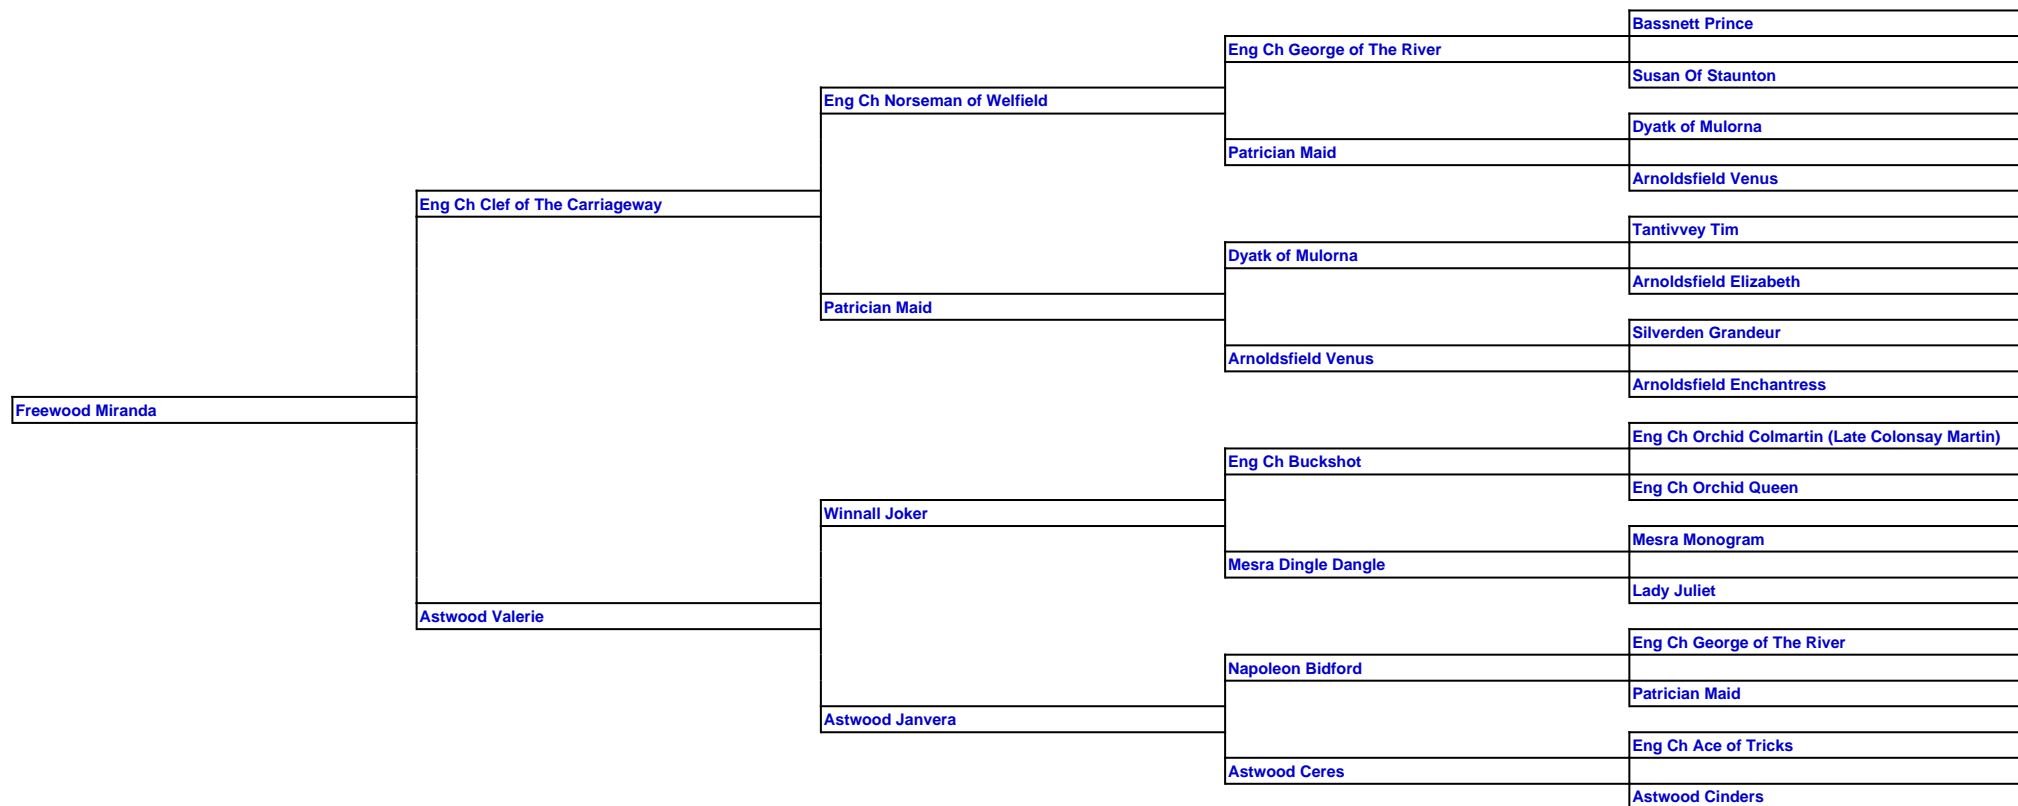 Bassnett Prince
Eng Ch George of The River
Susan Of Staunton
Eng Ch Norseman of Welfield
Dyatk of Mulorna
Patrician Maid
Arnoldsfield Venus
Eng Ch Clef of The Carriageway
Tantivvey Tim
Dyatk of Mulorna
Arnoldsfield Elizabeth
Patrician Maid
Silverden Grandeur
Arnoldsfield Venus
Arnoldsfield Enchantress
Freewood Miranda
Eng Ch Orchid Colmartin (Late Colonsay Martin)
Eng Ch Buckshot
Eng Ch Orchid Queen
Winnall Joker
Mesra Monogram
Mesra Dingle Dangle
Lady Juliet
Astwood Valerie
Eng Ch George of The River
Napoleon Bidford
Patrician Maid
Astwood Janvera
Eng Ch Ace of Tricks
Astwood Ceres
Astwood Cinders